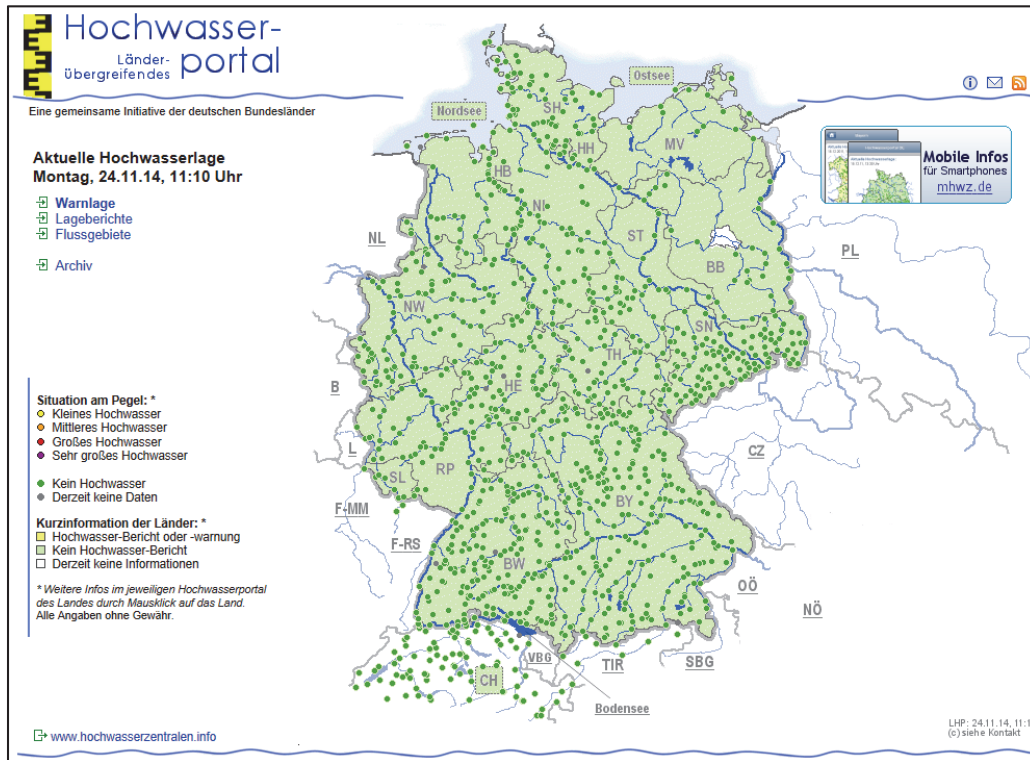 Hochwasser-
Länder-
übergreifendes portal
Eine gemeinsame Initiative der deutschen Bundesländer
Aktuelle Hochwasserlage
Montag, 24.11.14, 11:10 Uhr
Warnlage
Lageberichte
Flussgebiete
Archiv
Situation am Pegel: *
Kleines Hochwasser
Mittleres Hochwasser
Großes Hochwasser
Sehr großes Hochwasser
Kein Hochwasser
Derzeit keine Daten
Kurzinformation der Länder: *
Hochwasser-Bericht oder -warnung
Kein Hochwasser-Bericht
Derzeit keine Informationen
* Weitere Infos im jeweiligen Hochwasserportal
des Landes durch Mausklick auf das Land.
Alle Angaben ohne Gewähr.
www.hochwasserzentralen.info
Ostsee
Nordsee
SH
HH
MV
HB
NI
NL
ST
BB
PL
NW
SN
TH
B
HE
L
SL
RP
CZ
F-MM
BY
F-RS
BW
OÖ
NÖ
VBG
TIR
SBG
CH
Bodensee
Mobile Infos
für Smartphones
mhwz.de
LHP: 24.11.14, 11:1
(c) siehe Kontakt